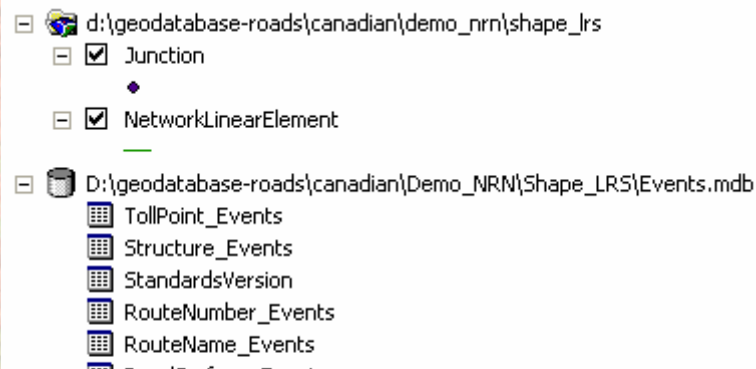 d:\geodatabase-roads\canadian\demo_nrn\shape_lrs
Junction
NetworkLinearElement
D:\geodatabase-roads\canadian\Demo_NRN\Shape_LRS\Events.mdb
TollPoint_Events
Structure_Events
StandardsVersion
RouteNumber_Events
RouteName_Events